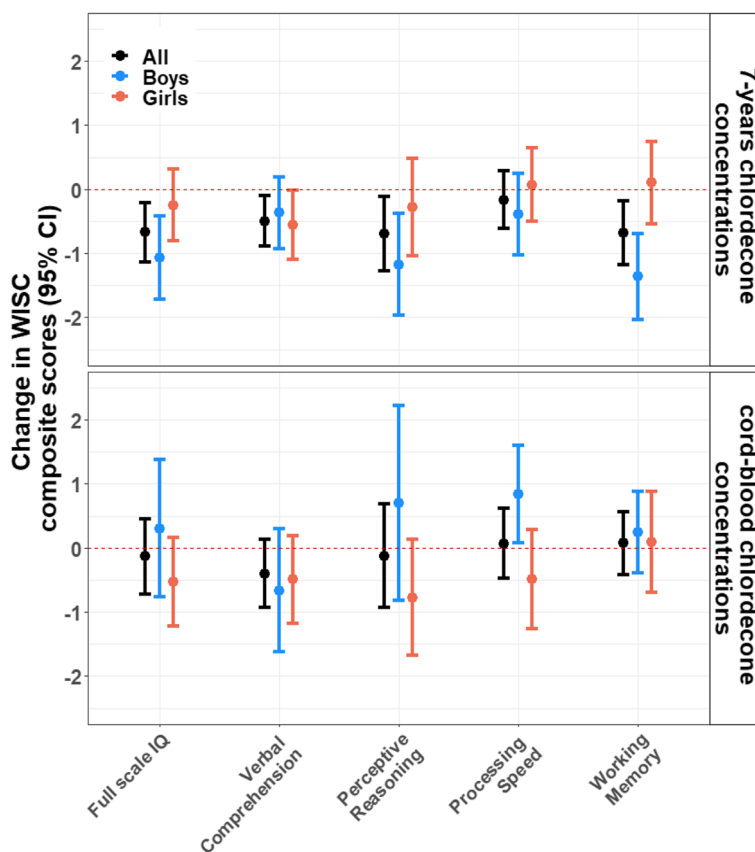 2
1
0
-1
-2
All
Boys
Girls
7-years chlordecone
concentrations
Change in WISC
composite scores (95% CI)
2
1
0
-1
-2
cord-blood chlordecone
concentrations
Full scale IQ
Verbal
Comprehension
Perceptive
Reasoning
Processing
Speed
Working
Memory